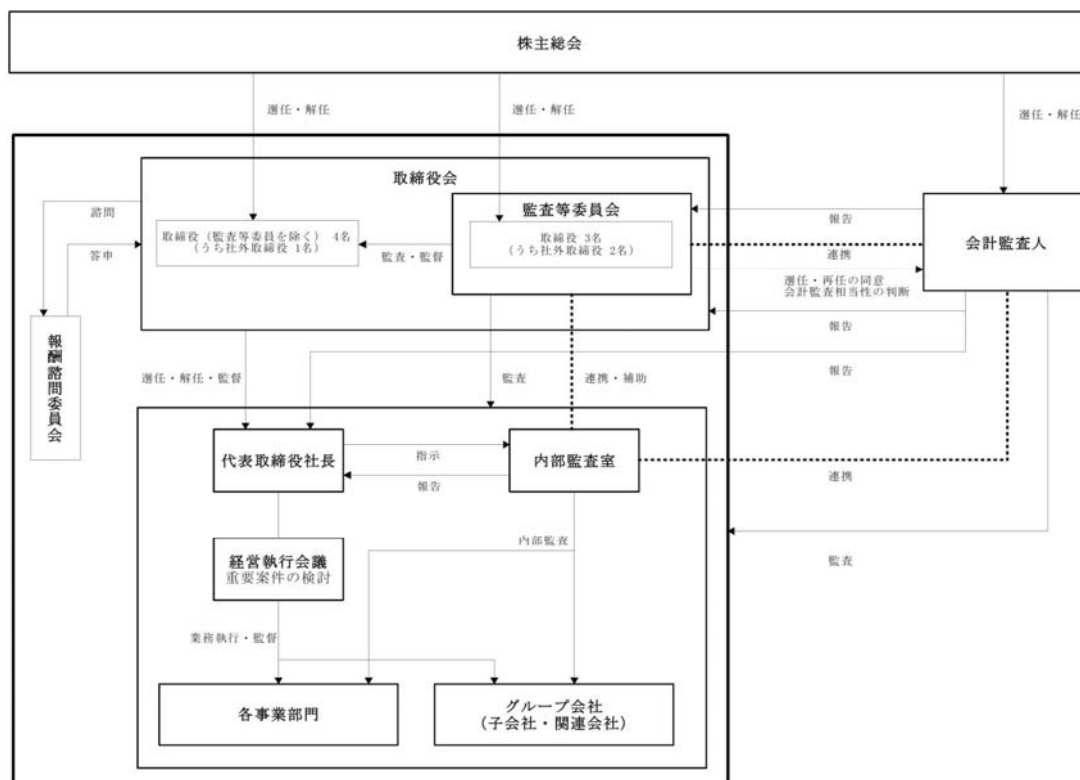 株主総会
選任・解任
選任・解任
選任・解任
取締役会
監査等委員会
諮問
取締役(監査等委員を除く) 4名
(うち社外取締役 1名)
取締役 3名
(うち社外取締役 2名)
報告
会計監査人
答申
監査・監督
連携
選任・再任の同意
会計監査相当性の判断
報告
報酬諮問委員会
選任・解任・監督
監査
連携・補助
報告
代表取締役社長
指示
内部監査室
報告
連携
経営執行会議
重要案件の検討
内部監査
監査
業務執行・監督
各事業部門
グループ会社
(子会社・関連会社)